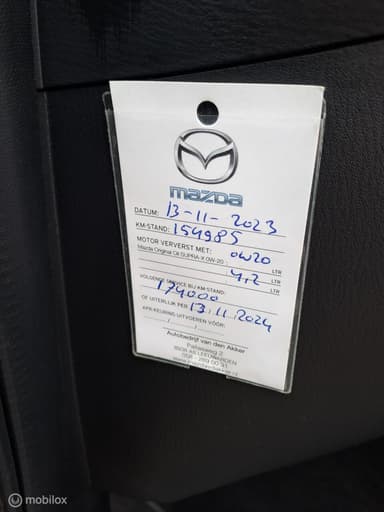 mazda
DATUM: 13-11-2023
KM-STAND: 154985
MOTOR VERVERST MET: 0W20 LTR
Mazda Original Oil SUPRA-X 0W-20: 4,2 LTR
VOLGENDE SERVICE BIJ KM-STAND:
174000
OF UITERLIJK PER 13.11.2024
APK-KEURING UITVOEREN VÓÓR:
Autobedrijf van den Akker
LEEUWARDEN
mobilox